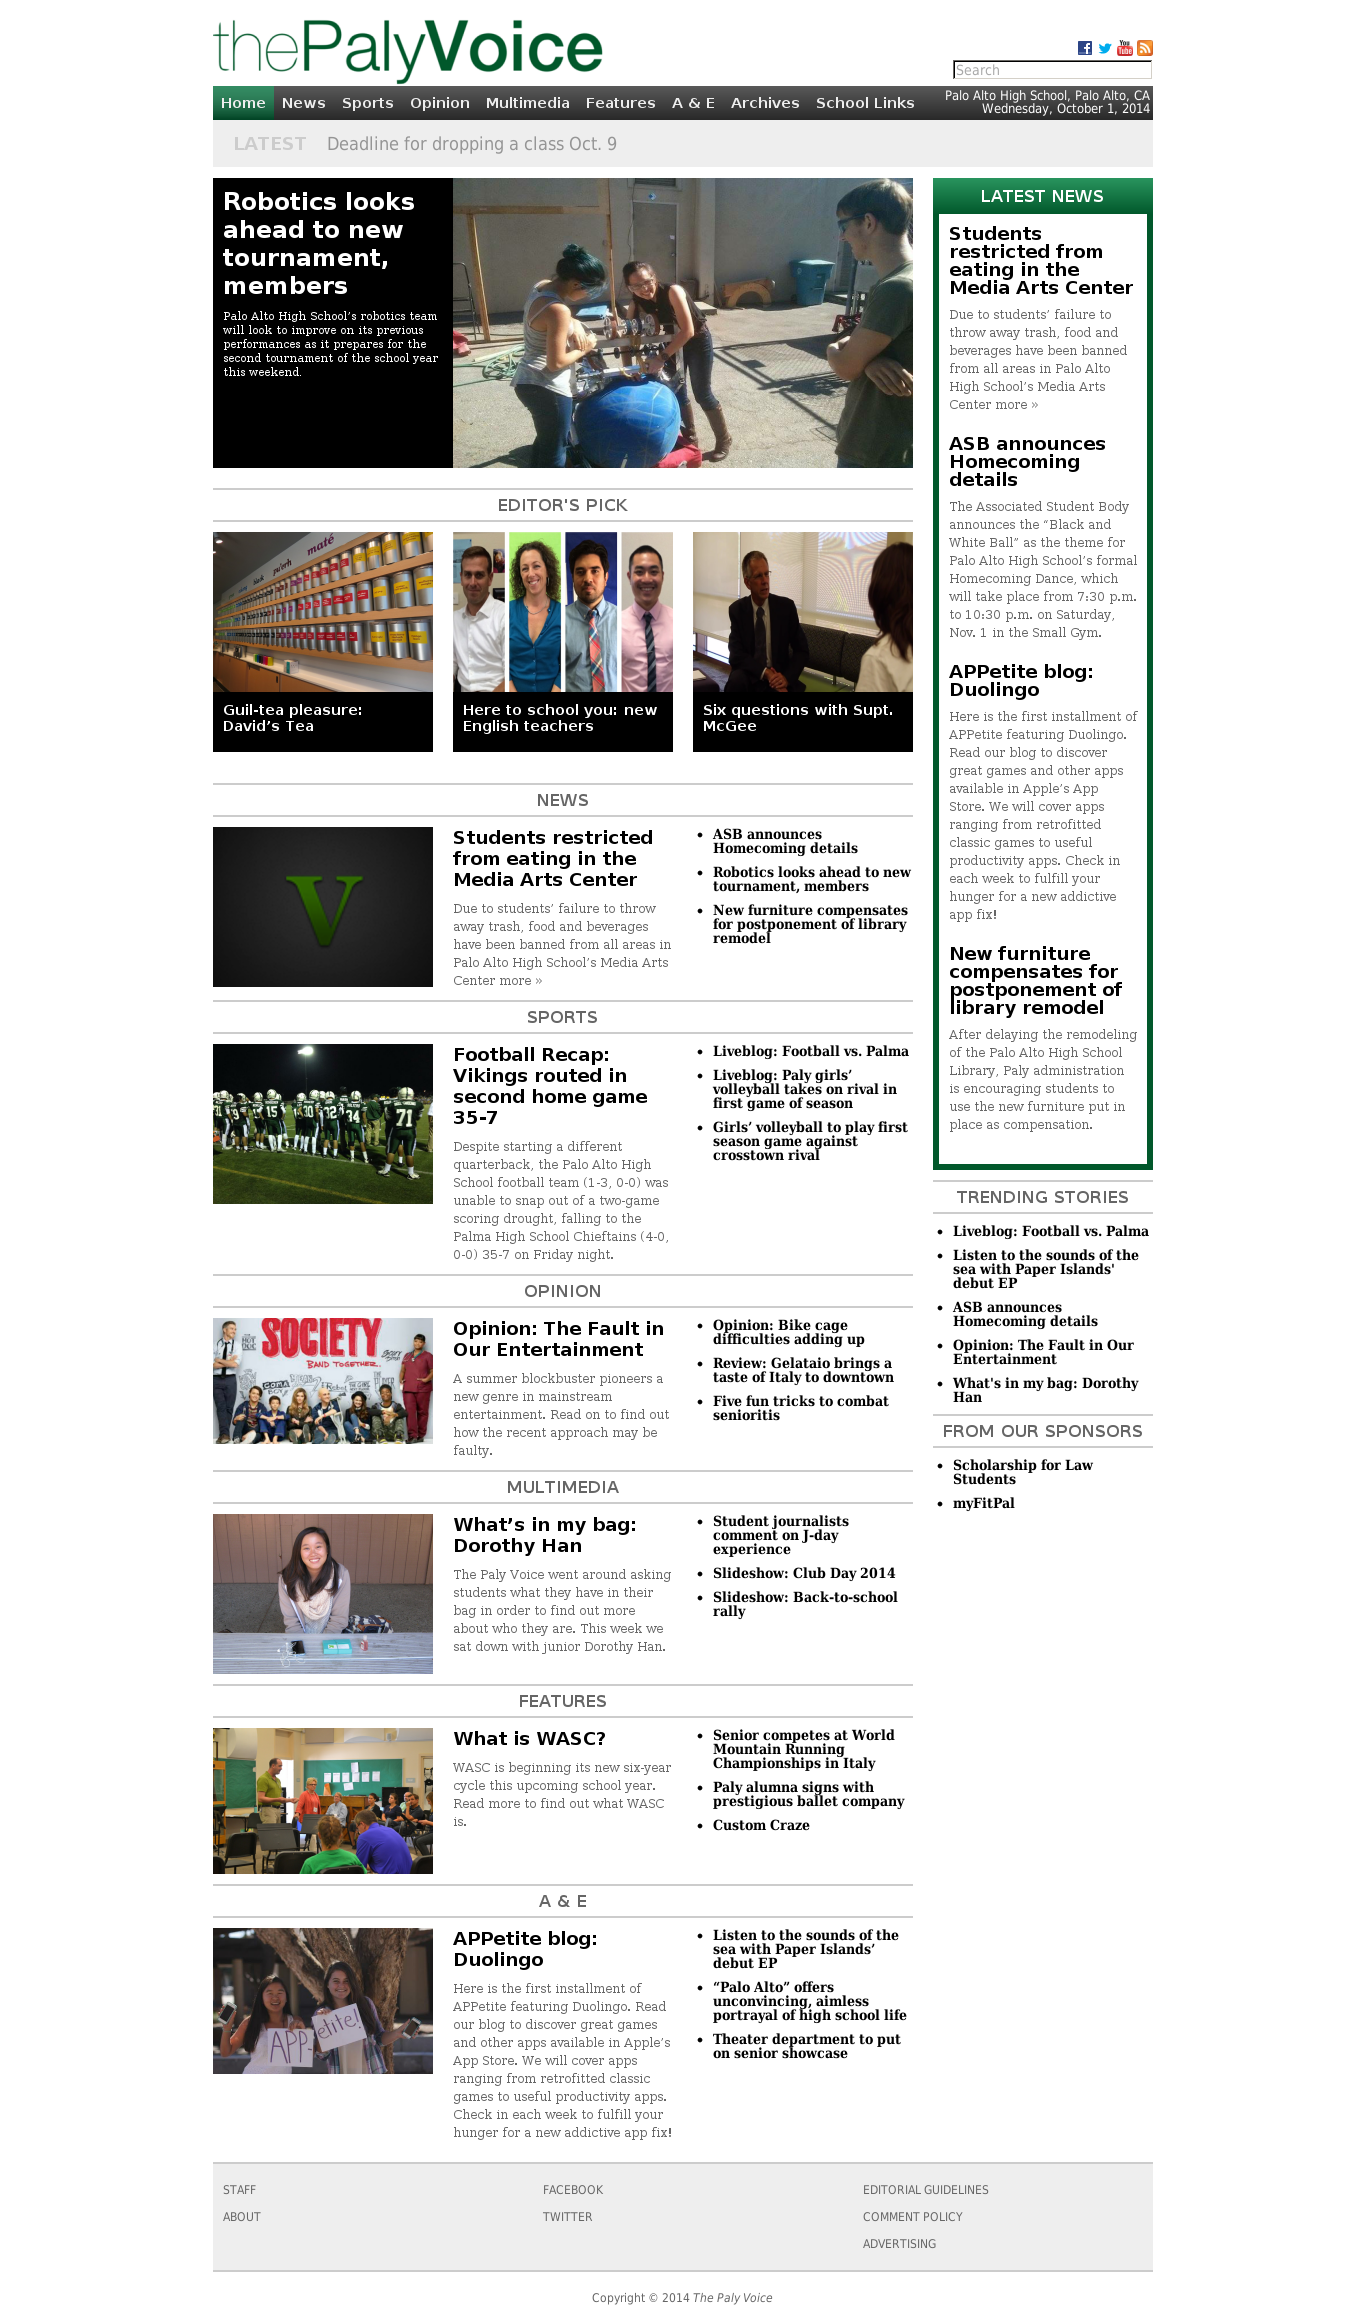 thePalyVoice
Search
Home News Sports Opinion Multimedia Features A & E Archives School Links
Palo Alto High School, Palo Alto, CA
Wednesday, October 1, 2014
LATEST Deadline for dropping a class Oct. 9
Robotics looks
ahead to new
tournament,
members
Palo Alto High School’s robotics team
will look to improve on its previous
performances as it prepares for the
second tournament of the school year
this weekend.
EDITOR'S PICK
maté
pu'erh
black
Guil-tea pleasure:
David’s Tea
Here to school you: new
English teachers
Six questions with Supt.
McGee
NEWS
V
Students restricted
from eating in the
Media Arts Center
Due to students’ failure to throw
away trash, food and beverages
have been banned from all areas in
Palo Alto High School’s Media Arts
Center more »
• ASB announces
Homecoming details
• Robotics looks ahead to new
tournament, members
• New furniture compensates
for postponement of library
remodel
SPORTS
15 30 32 34 71
Football Recap:
Vikings routed in
second home game
35-7
Despite starting a different
quarterback, the Palo Alto High
School football team (1-3, 0-0) was
unable to snap out of a two-game
scoring drought, falling to the
Palma High School Chieftains (4-0,
0-0) 35-7 on Friday night.
• Liveblog: Football vs. Palma
• Liveblog: Paly girls’
volleyball takes on rival in
first game of season
• Girls’ volleyball to play first
season game against
crosstown rival
OPINION
SOCIETY
BAND TOGETHER.
Opinion: The Fault in
Our Entertainment
A summer blockbuster pioneers a
new genre in mainstream
entertainment. Read on to find out
how the recent approach may be
faulty.
• Opinion: Bike cage
difficulties adding up
• Review: Gelataio brings a
taste of Italy to downtown
• Five fun tricks to combat
senioritis
MULTIMEDIA
What’s in my bag:
Dorothy Han
The Paly Voice went around asking
students what they have in their
bag in order to find out more
about who they are. This week we
sat down with junior Dorothy Han.
• Student journalists
comment on J-day
experience
• Slideshow: Club Day 2014
• Slideshow: Back-to-school
rally
FEATURES
What is WASC?
WASC is beginning its new six-year
cycle this upcoming school year.
Read more to find out what WASC
is.
• Senior competes at World
Mountain Running
Championships in Italy
• Paly alumna signs with
prestigious ballet company
• Custom Craze
A & E
APP etite!
APPetite blog:
Duolingo
Here is the first installment of
APPetite featuring Duolingo. Read
our blog to discover great games
and other apps available in Apple’s
App Store. We will cover apps
ranging from retrofitted classic
games to useful productivity apps.
Check in each week to fulfill your
hunger for a new addictive app fix!
• Listen to the sounds of the
sea with Paper Islands’
debut EP
• “Palo Alto” offers
unconvincing, aimless
portrayal of high school life
• Theater department to put
on senior showcase
LATEST NEWS
Students
restricted from
eating in the
Media Arts Center
Due to students’ failure to
throw away trash, food and
beverages have been banned
from all areas in Palo Alto
High School’s Media Arts
Center more »
ASB announces
Homecoming
details
The Associated Student Body
announces the “Black and
White Ball” as the theme for
Palo Alto High School’s formal
Homecoming Dance, which
will take place from 7:30 p.m.
to 10:30 p.m. on Saturday,
Nov. 1 in the Small Gym.
APPetite blog:
Duolingo
Here is the first installment of
APPetite featuring Duolingo.
Read our blog to discover
great games and other apps
available in Apple’s App
Store. We will cover apps
ranging from retrofitted
classic games to useful
productivity apps. Check in
each week to fulfill your
hunger for a new addictive
app fix!
New furniture
compensates for
postponement of
library remodel
After delaying the remodeling
of the Palo Alto High School
Library, Paly administration
is encouraging students to
use the new furniture put in
place as compensation.
TRENDING STORIES
• Liveblog: Football vs. Palma
• Listen to the sounds of the
sea with Paper Islands'
debut EP
• ASB announces
Homecoming details
• Opinion: The Fault in Our
Entertainment
• What's in my bag: Dorothy
Han
FROM OUR SPONSORS
• Scholarship for Law
Students
• myFitPal
STAFF
ABOUT
FACEBOOK
TWITTER
EDITORIAL GUIDELINES
COMMENT POLICY
ADVERTISING
Copyright © 2014 The Paly Voice